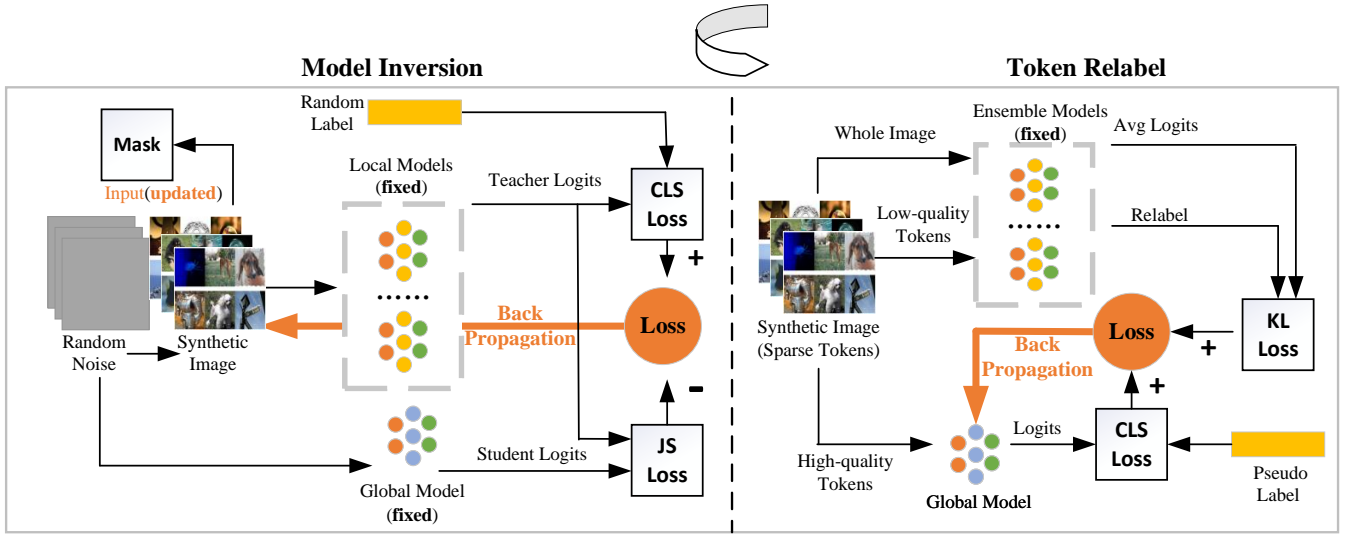 Model Inversion
Random
Label
Mask
Input(updated)
Local Models
(fixed)
Teacher Logits
CLS
Loss
+
......
Back
Propagation
Loss
Random
Noise
Synthetic
Image
-
JS
Loss
Student Logits
Global Model
(fixed)
Token Relabel
Ensemble Models
(fixed)
Whole Image
Avg Logits
Low-quality
Tokens
......
Relabel
Synthetic Image
(Sparse Tokens)
Back
Propagation
Loss
+
KL
Loss
+
High-quality
Tokens
Logits
Global Model
CLS
Loss
Pseudo
Label